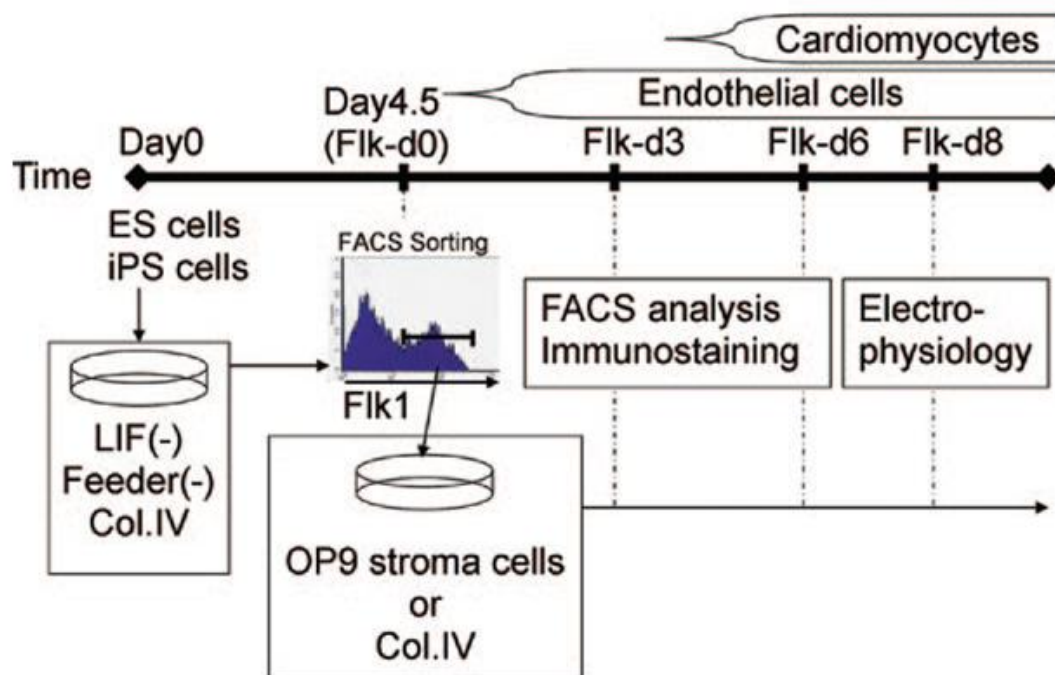 Cardiomyocytes
Endothelial cells
Day4.5
(Flk-d0)
Day0
Flk-d3
Flk-d6
Flk-d8
Time
ES cells
iPS cells
FACS Sorting
Flk1
FACS analysis
Immunostaining
Electro-
physiology
LIF(-)
Feeder(-)
Col.IV
OP9 stroma cells
or
Col.IV